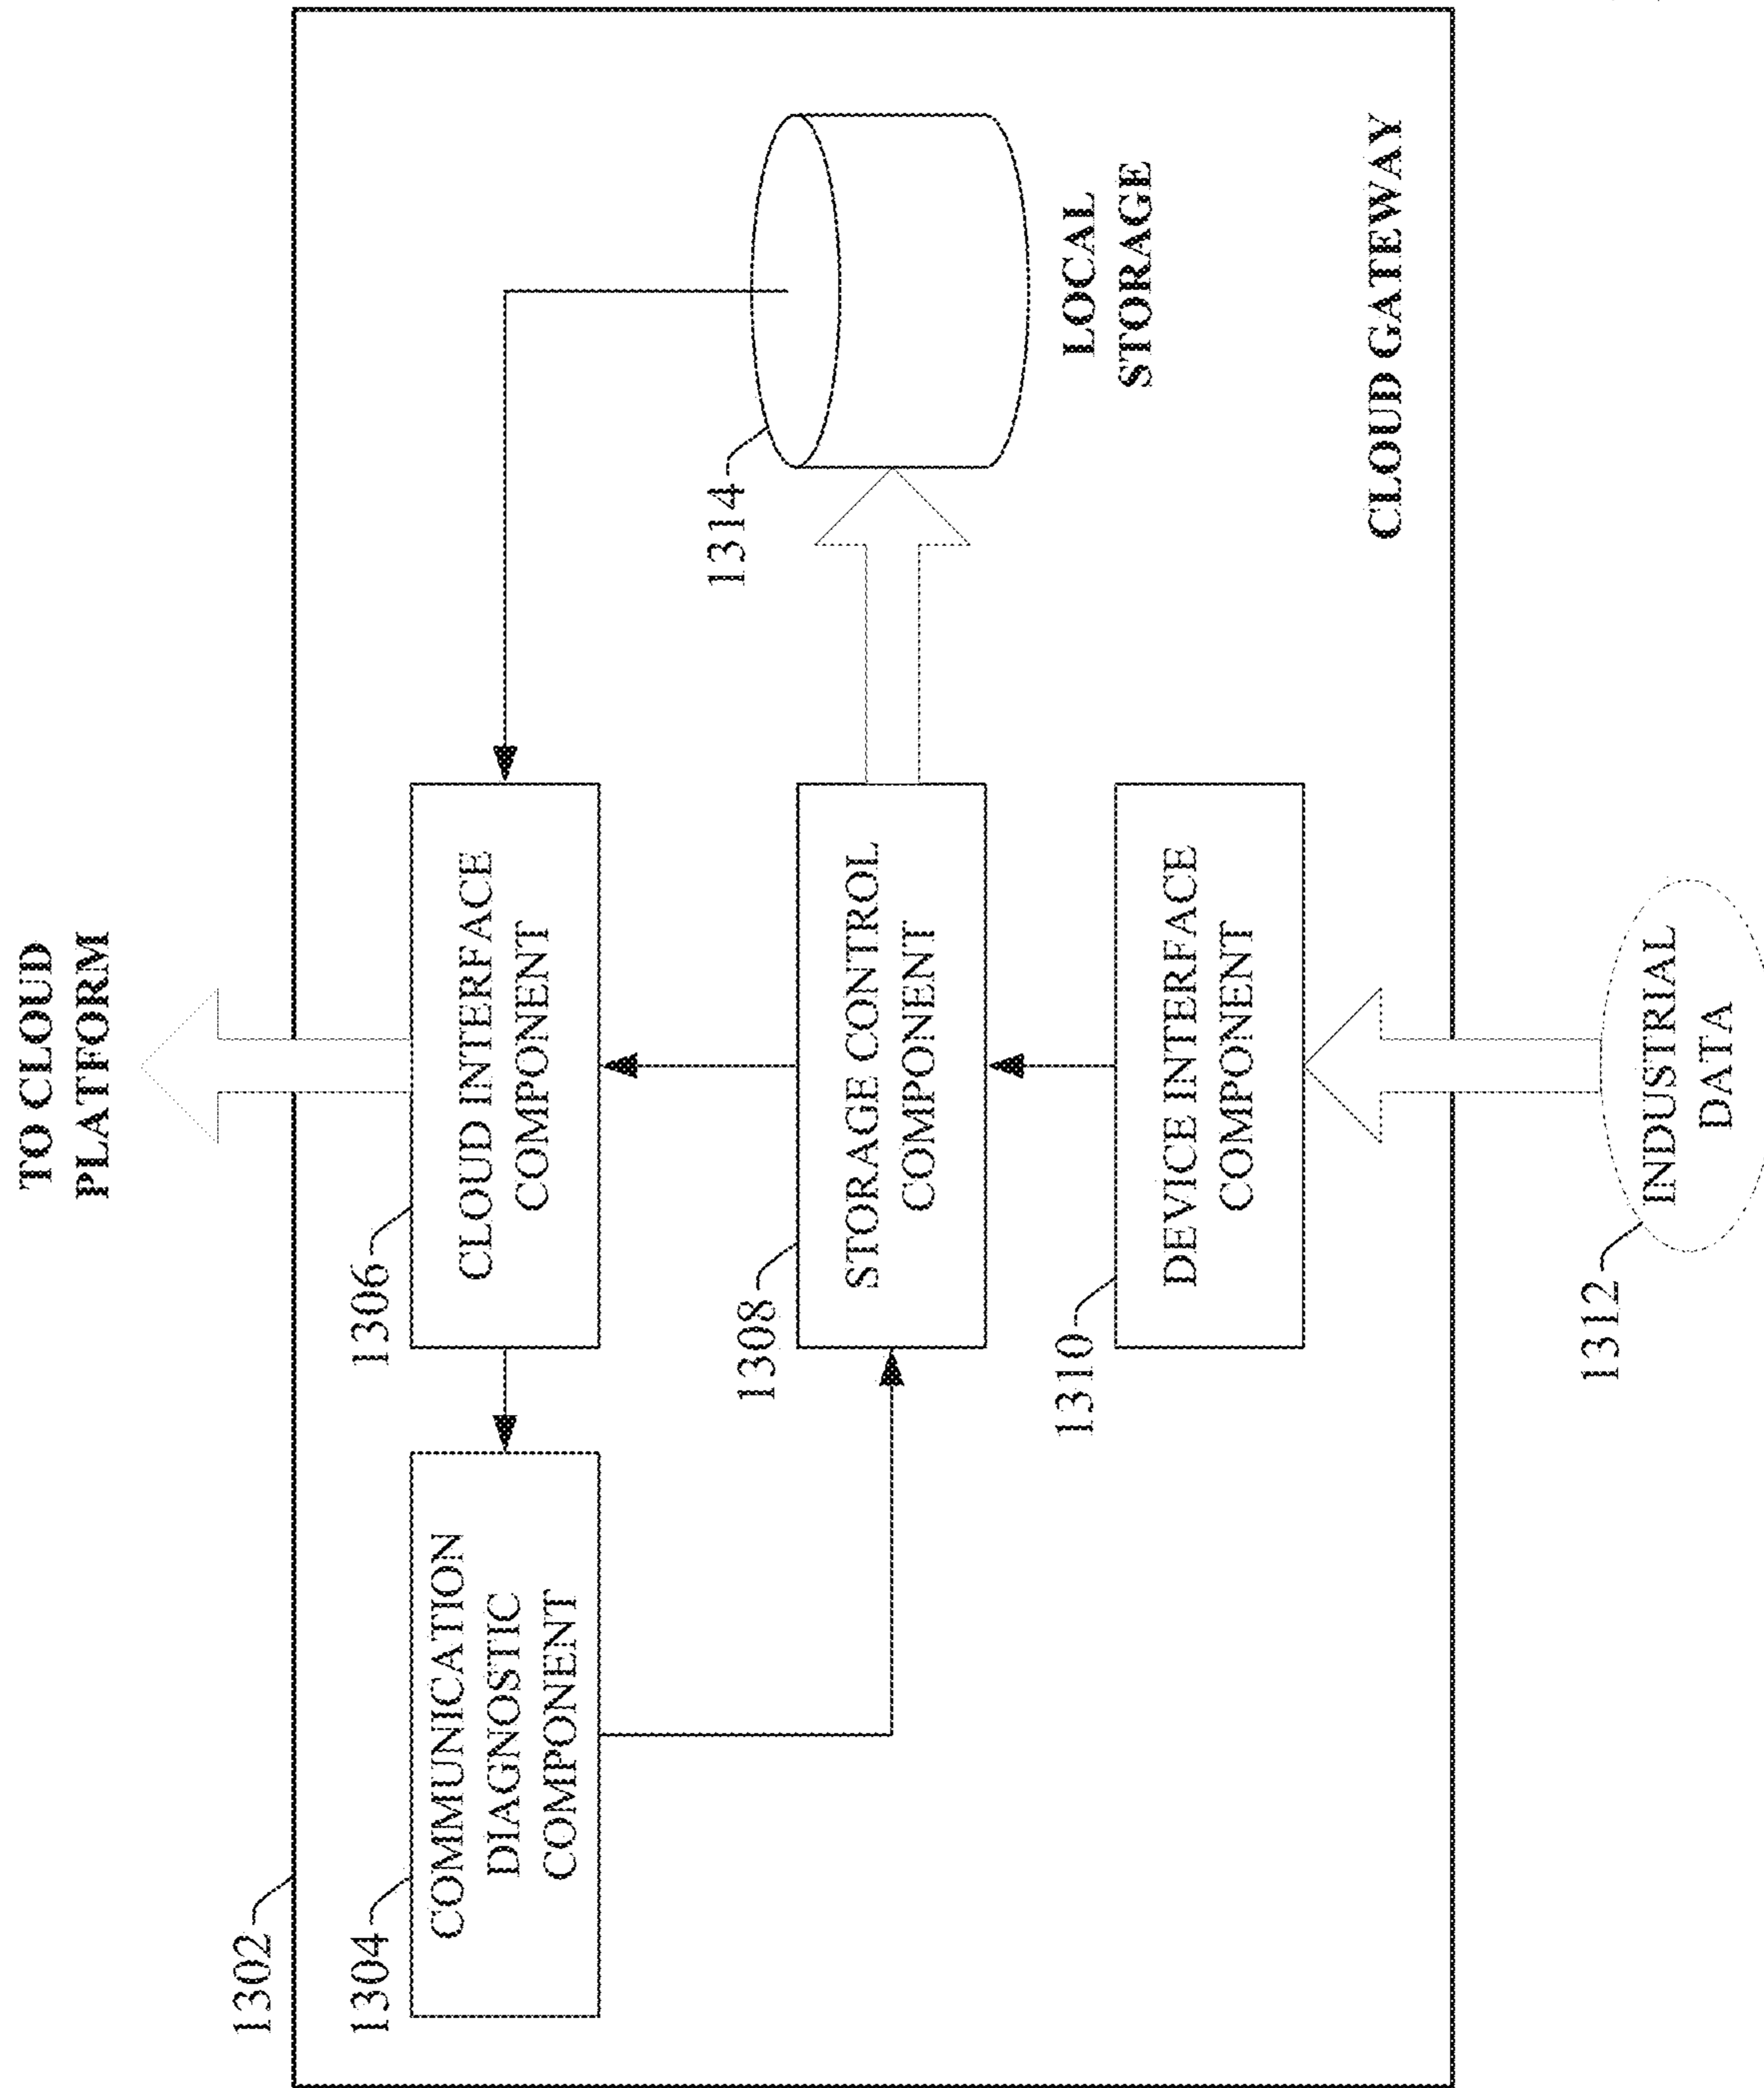 TO CLOUD
PLATFORM
1302
1304
COMMUNICATION
DIAGNOSTIC
COMPONENT
1306
CLOUD INTERFACE
COMPONENT
1308
STORAGE CONTROL
COMPONENT
1314
LOCAL
STORAGE
1310
DEVICE INTERFACE
COMPONENT
CLOUD GATEWAY
1312
INDUSTRIAL
DATA